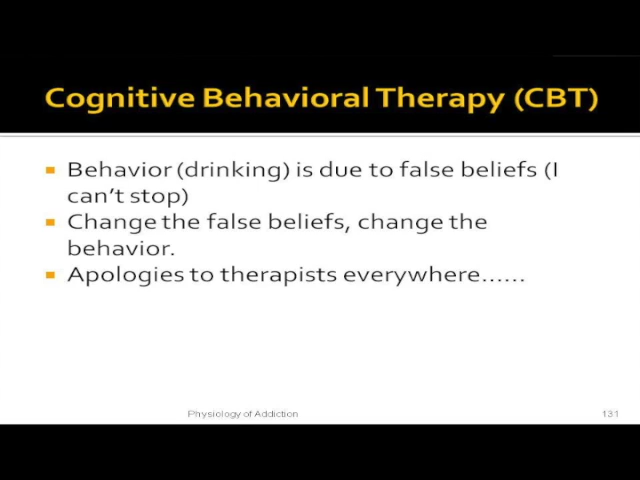 Cognitive Behavioral Therapy (CBT)
Behavior (drinking) is due to false beliefs (I
can't stop)
Change the false beliefs, change the
behavior.
Apologies to therapists everywhere......
Physiology of Addiction
131